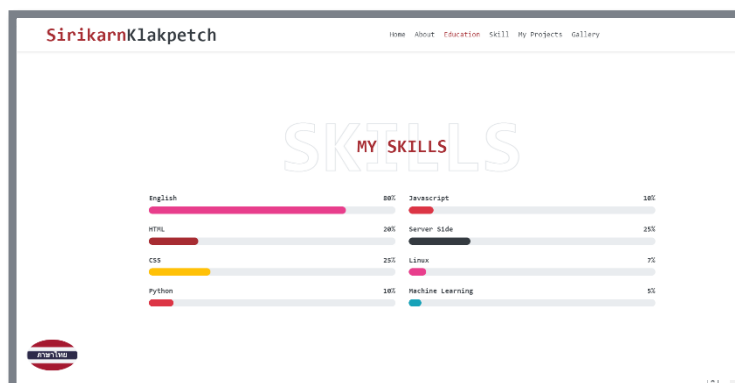 SirikarnKlakpetch
Home About Education Skill My Projects Gallery
SKILLS
MY SKILLS
English 80%
HTML 20%
CSS 25%
Python 10%
Javascript 10%
Server Side 25%
Linux 7%
Machine Learning 5%
ภาษาไทย